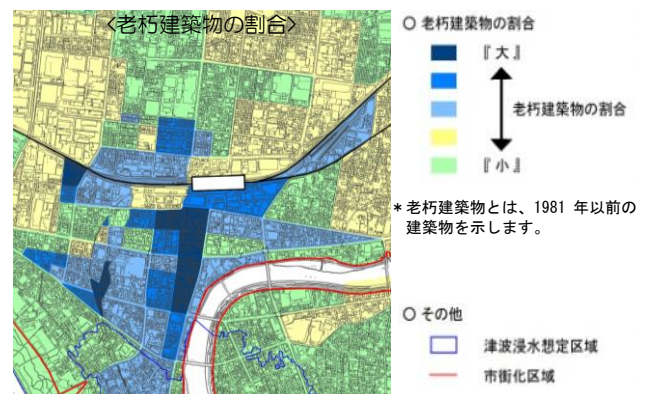 <老朽建築物の割合>
○ 老朽建築物の割合
『 大 』
老朽建築物の割合
『 小 』
* 老朽建築物とは、1981 年以前の
建築物を示します。
○ その他
津波浸水想定区域
市街化区域